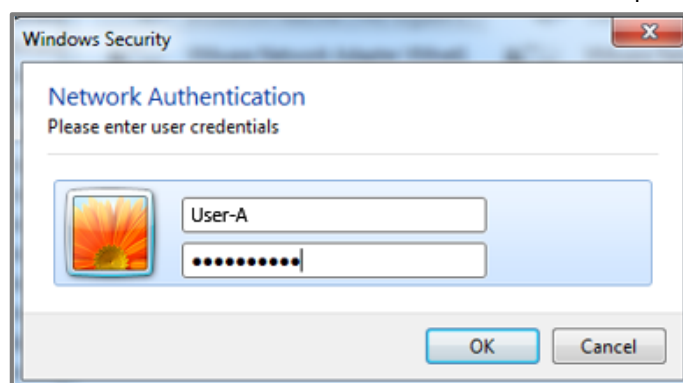 Windows Security
Network Authentication
Please enter user credentials
User-A
●●●●●●●●●●
OK
Cancel